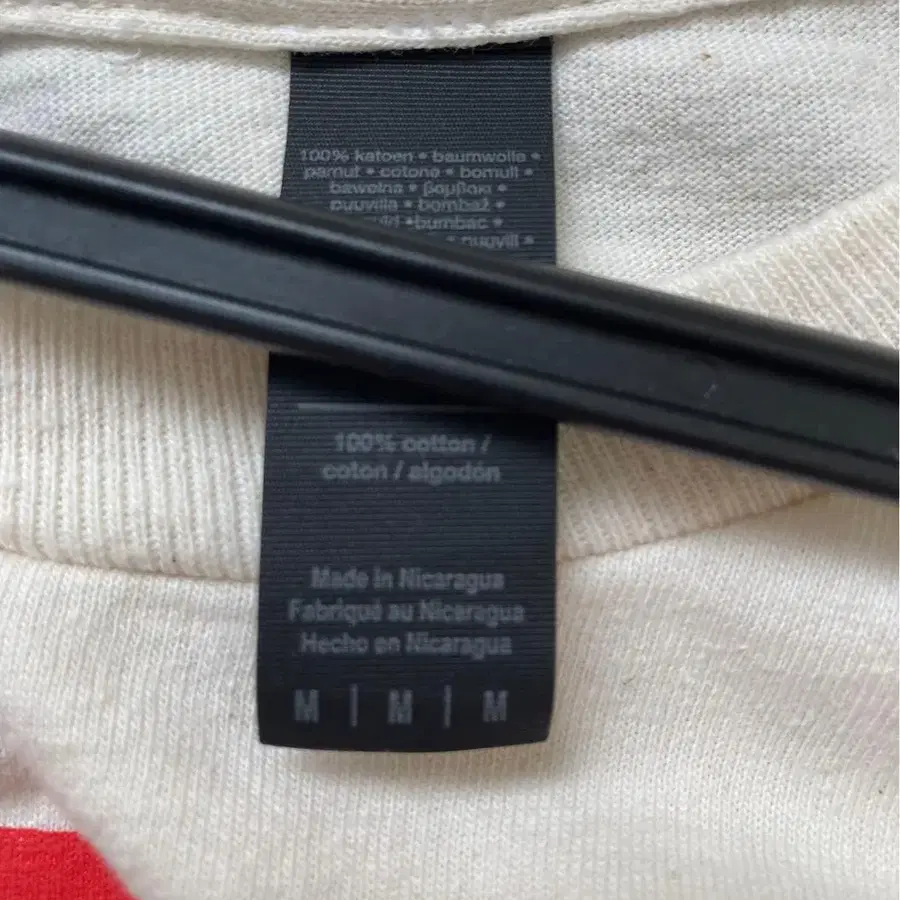 100% katoen • baumwolle •
pamut • cotone • bomull •
bawełna • βαμβάκι •
puuvilla • bombaž •
• bumbac •
• puuvill •
100% cotton /
coton / algodón
Made in Nicaragua
Fabriqué au Nicaragua
Hecho en Nicaragua
M | M | M